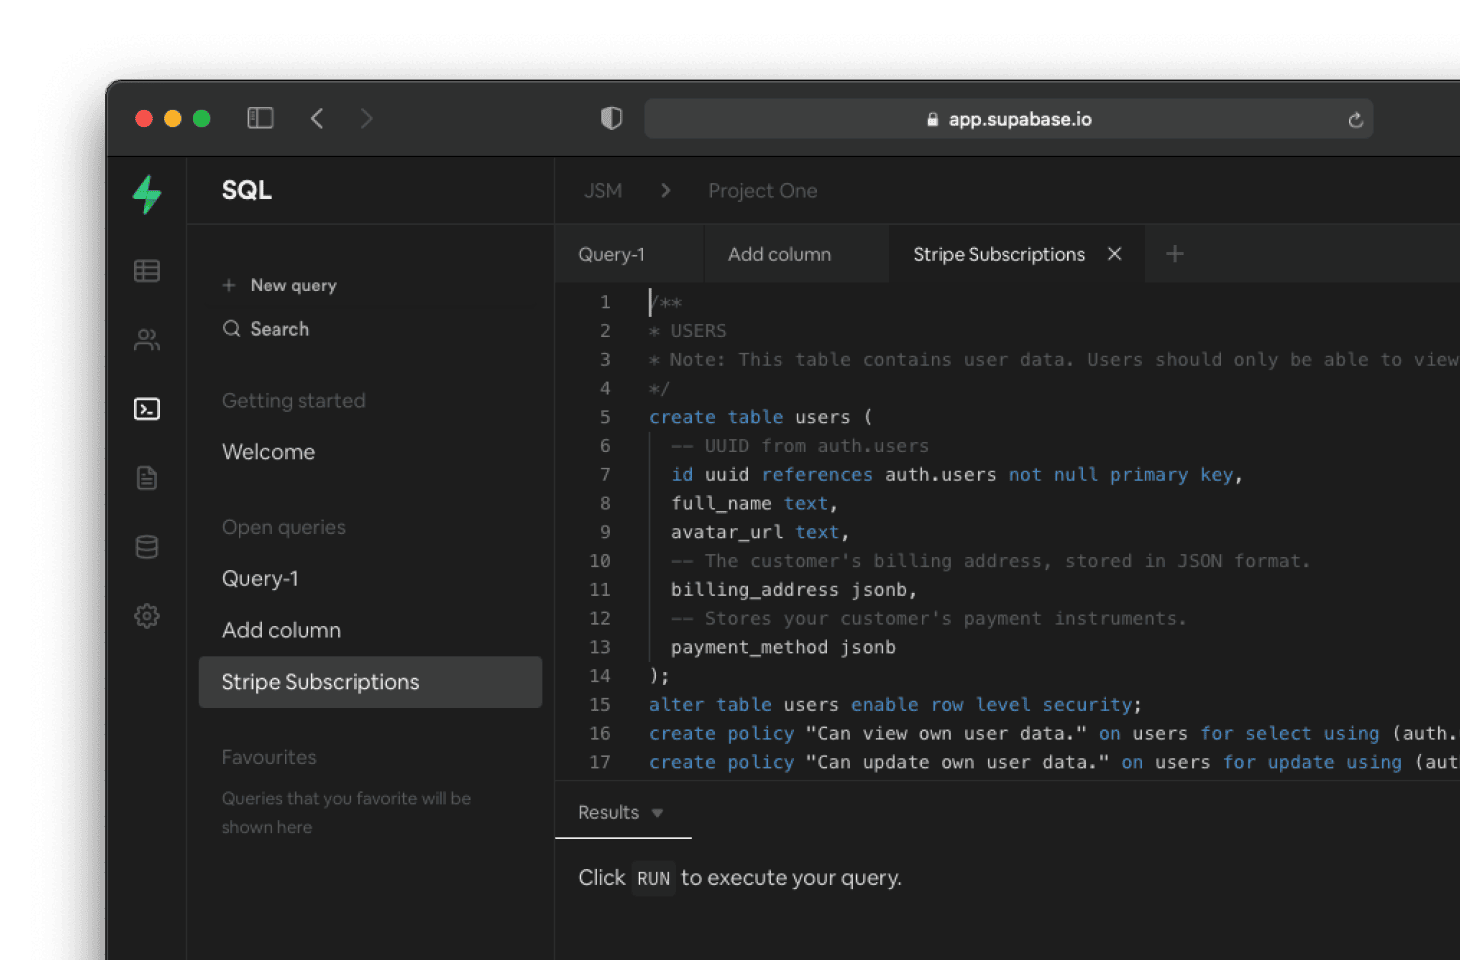 app.supabase.io
SQL
JSM > Project One
Query-1
Add column
Stripe Subscriptions
+ New query
Search
Getting started
Welcome
Open queries
Query-1
Add column
Stripe Subscriptions
Favourites
Queries that you favorite will be
shown here
1 /**
2 * USERS
3 * Note: This table contains user data. Users should only be able to view
4 */
5 create table users (
6 -- UUID from auth.users
7 id uuid references auth.users not null primary key,
8 full_name text,
9 avatar_url text,
10 -- The customer's billing address, stored in JSON format.
11 billing_address jsonb,
12 -- Stores your customer's payment instruments.
13 payment_method jsonb
14 );
15 alter table users enable row level security;
16 create policy "Can view own user data." on users for select using (auth.
17 create policy "Can update own user data." on users for update using (aut
Results
Click RUN to execute your query.